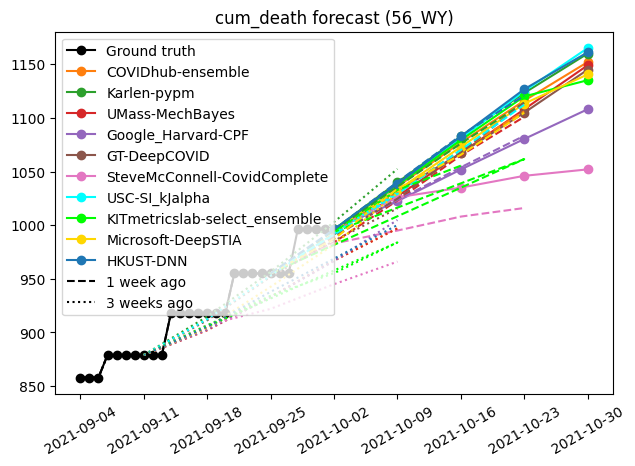 cum_death forecast (56_WY)
Ground truth
COVIDhub-ensemble
Karlen-pypm
UMass-MechBayes
Google_Harvard-CPF
GT-DeepCOVID
SteveMcConnell-CovidComplete
USC-SI_kJalpha
KITmetricslab-select_ensemble
Microsoft-DeepSTIA
HKUST-DNN
1 week ago
3 weeks ago
1150
1100
1050
1000
950
900
850
2021-09-04
2021-09-11
2021-09-18
2021-09-25
2021-10-02
2021-10-09
2021-10-16
2021-10-23
2021-10-30